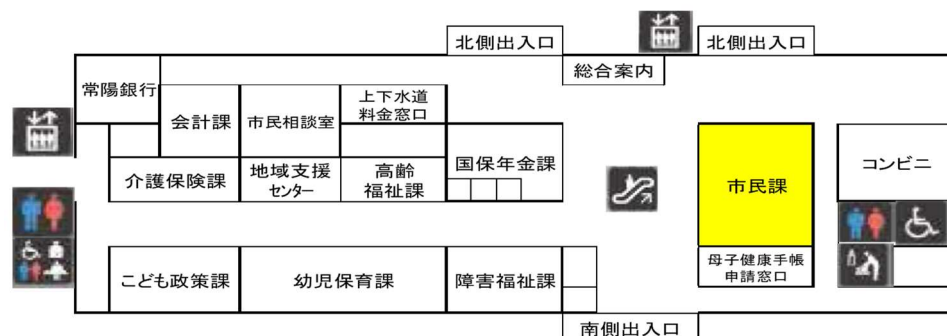 北側出入口
北側出入口
総合案内
常陽銀行
会計課
市民相談室
上下水道
料金窓口
介護保険課
地域支援
センター
高齢
福祉課
国保年金課
市民課
コンビニ
母子健康手帳
申請窓口
こども政策課
幼児保育課
障害福祉課
南側出入口